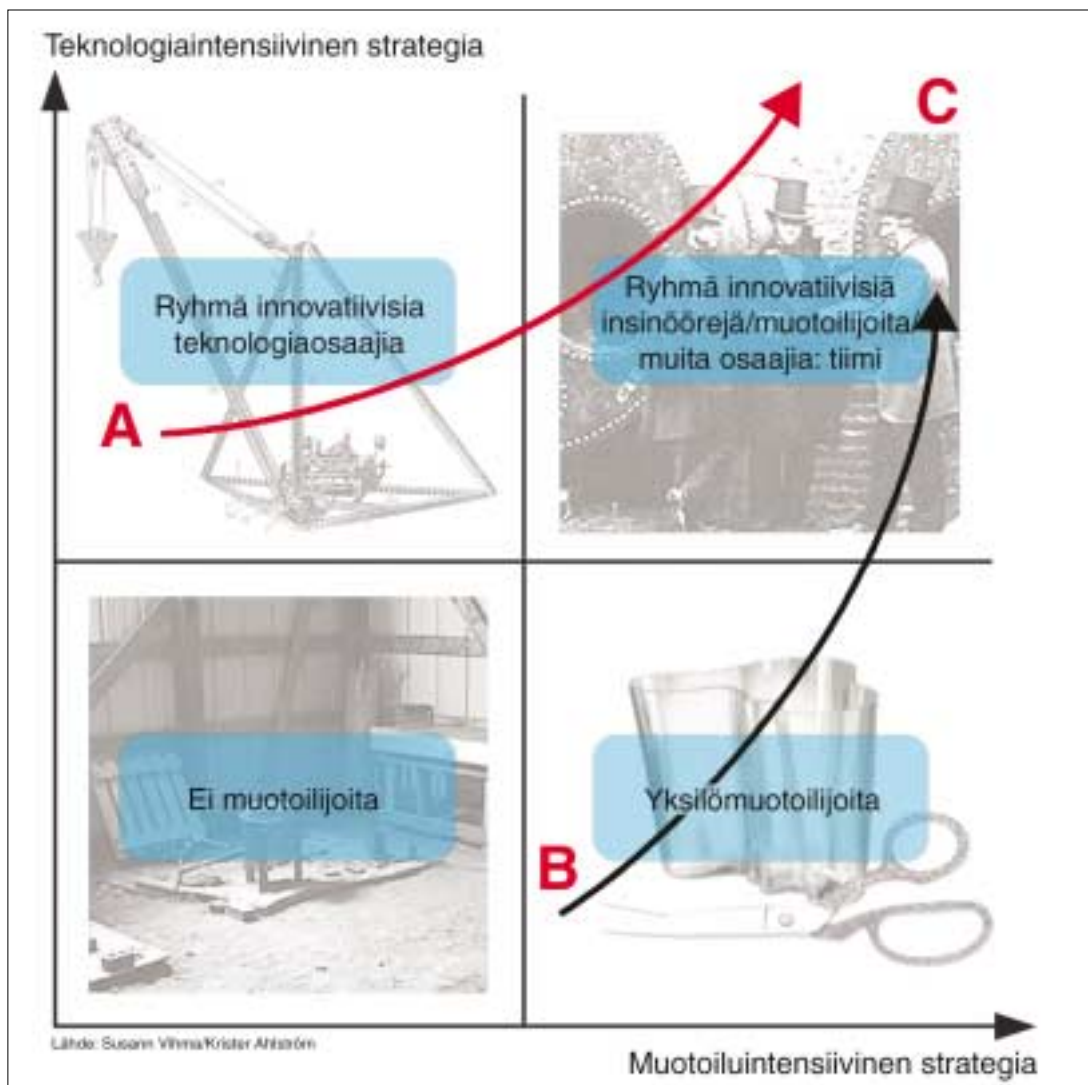 Teknologiaintensiivinen strategia
C
Ryhmä innovatiivisia
teknologiaosaajia
Ryhmä innovatiivisiä
insinöörejä/muotoilijoita/
muita osaajia: tiimi
A
Ei muotoilijoita
Yksilömuotoilijoita
B
Lähde: Susann Vihma/Krister Ahlström
Muotoiluintensiivinen strategia